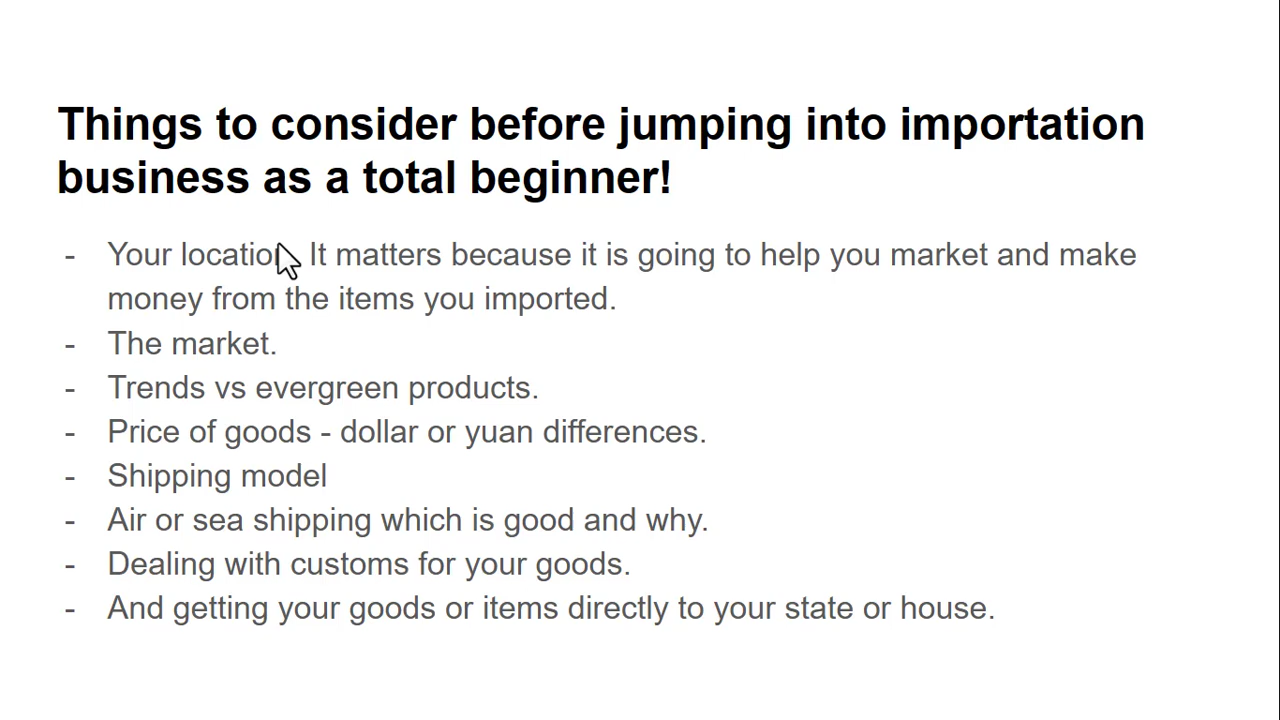 Things to consider before jumping into importation
business as a total beginner!
- Your location. It matters because it is going to help you market and make
money from the items you imported.
- The market.
- Trends vs evergreen products.
- Price of goods - dollar or yuan differences.
- Shipping model
- Air or sea shipping which is good and why.
- Dealing with customs for your goods.
- And getting your goods or items directly to your state or house.